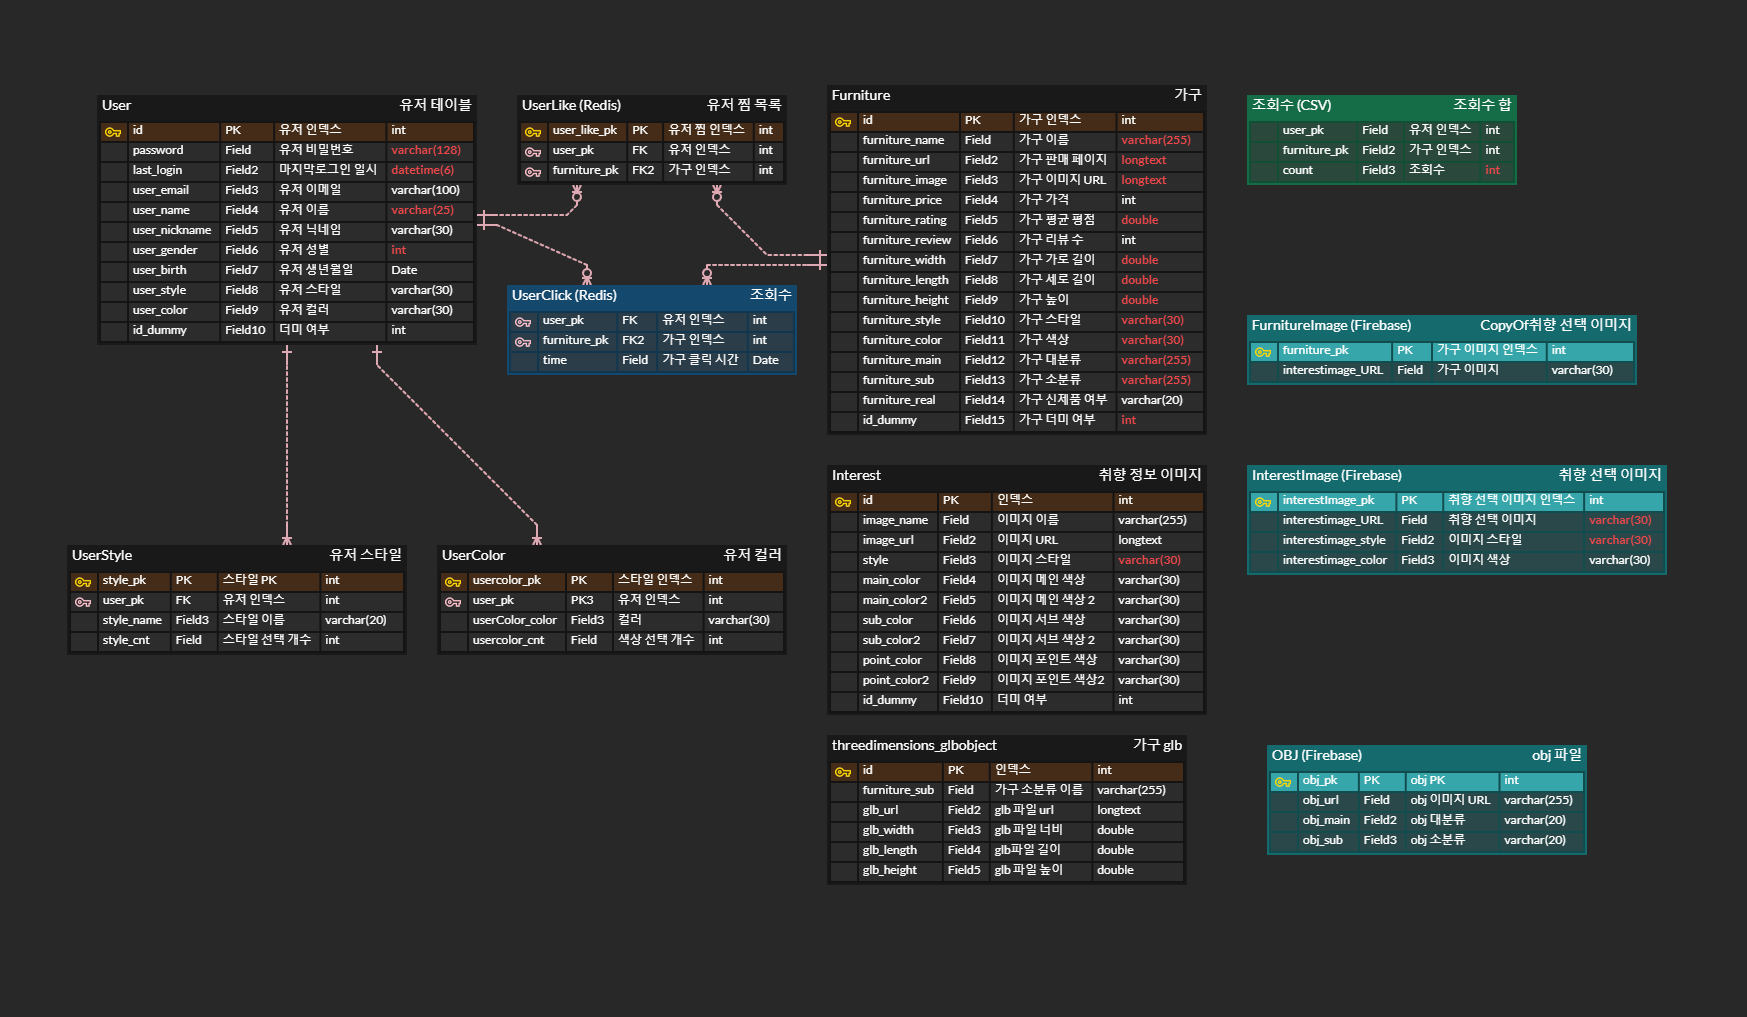 User 유저 테이블
id PK 유저 인덱스 int
password Field 유저 비밀번호 varchar(128)
last_login Field2 마지막로그인 일시 datetime(6)
user_email Field3 유저 이메일 varchar(100)
user_name Field4 유저 이름 varchar(25)
user_nickname Field5 유저 닉네임 varchar(30)
user_gender Field6 유저 성별 int
user_birth Field7 유저 생년월일 Date
user_style Field8 유저 스타일 varchar(30)
user_color Field9 유저 컬러 varchar(30)
id_dummy Field10 더미 여부 int
UserLike (Redis) 유저 찜 목록
user_like_pk PK 유저 찜 인덱스 int
user_pk FK 유저 인덱스 int
furniture_pk FK2 가구 인덱스 int
UserClick (Redis) 조회수
user_pk FK 유저 인덱스 int
furniture_pk FK2 가구 인덱스 int
time Field 가구 클릭 시간 Date
Furniture 가구
id PK 가구 인덱스 int
furniture_name Field 가구 이름 varchar(255)
furniture_url Field2 가구 판매 페이지 longtext
furniture_image Field3 가구 이미지 URL longtext
furniture_price Field4 가구 가격 int
furniture_rating Field5 가구 평균 평점 double
furniture_review Field6 가구 리뷰 수 int
furniture_width Field7 가구 가로 길이 double
furniture_length Field8 가구 세로 길이 double
furniture_height Field9 가구 높이 double
furniture_style Field10 가구 스타일 varchar(30)
furniture_color Field11 가구 색상 varchar(30)
furniture_main Field12 가구 대분류 varchar(255)
furniture_sub Field13 가구 소분류 varchar(255)
furniture_real Field14 가구 신제품 여부 varchar(20)
id_dummy Field15 가구 더미 여부 int
조회수 (CSV) 조회수 합
user_pk Field 유저 인덱스 int
furniture_pk Field2 가구 인덱스 int
count Field3 조회수 int
FurnitureImage (Firebase) CopyOf취향 선택 이미지
furniture_pk PK 가구 이미지 인덱스 int
interestimage_URL Field 가구 이미지 varchar(30)
UserStyle 유저 스타일
style_pk PK 스타일 PK int
user_pk FK 유저 인덱스 int
style_name Field3 스타일 이름 varchar(20)
style_cnt Field 스타일 선택 개수 int
UserColor 유저 컬러
usercolor_pk PK 스타일 인덱스 int
user_pk PK3 유저 인덱스 int
userColor_color Field3 컬러 varchar(30)
usercolor_cnt Field 색상 선택 개수 int
Interest 취향 정보 이미지
id PK 인덱스 int
image_name Field 이미지 이름 varchar(255)
image_url Field2 이미지 URL longtext
style Field3 이미지 스타일 varchar(30)
main_color Field4 이미지 메인 색상 varchar(30)
main_color2 Field5 이미지 메인 색상 2 varchar(30)
sub_color Field6 이미지 서브 색상 varchar(30)
sub_color2 Field7 이미지 서브 색상 2 varchar(30)
point_color Field8 이미지 포인트 색상 varchar(30)
point_color2 Field9 이미지 포인트 색상2 varchar(30)
id_dummy Field10 더미 여부 int
InterestImage (Firebase) 취향 선택 이미지
interestImage_pk PK 취향 선택 이미지 인덱스 int
interestimage_URL Field 취향 선택 이미지 varchar(30)
interestimage_style Field2 이미지 스타일 varchar(30)
interestimage_color Field3 이미지 색상 varchar(30)
threedimensions_glbobject 가구 glb
id PK 인덱스 int
furniture_sub Field 가구 소분류 이름 varchar(255)
glb_url Field2 glb 파일 url longtext
glb_width Field3 glb 파일 너비 double
glb_length Field4 glb파일 길이 double
glb_height Field5 glb 파일 높이 double
OBJ (Firebase) obj 파일
obj_pk PK obj PK int
obj_url Field obj 이미지 URL varchar(255)
obj_main Field2 obj 대분류 varchar(20)
obj_sub Field3 obj 소분류 varchar(20)